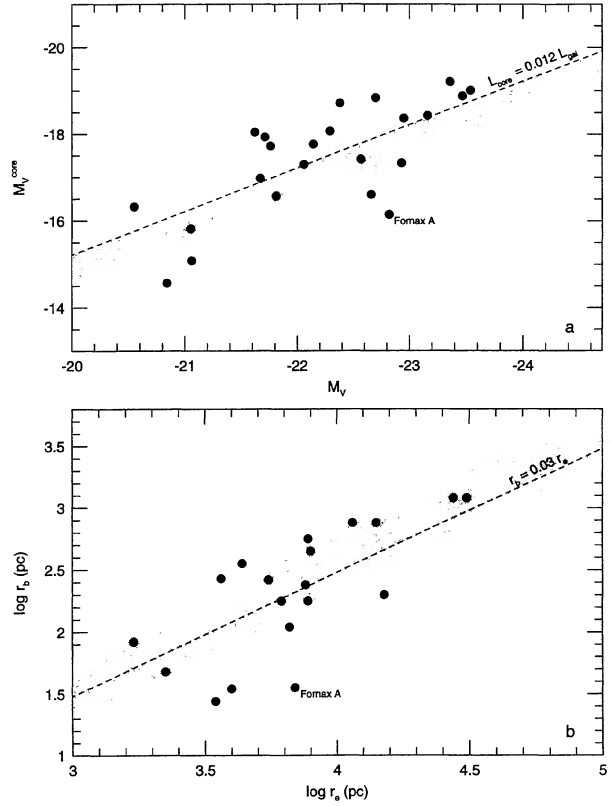 -20
-18
-16
-14
M_V^core
L_core = 0.012 L_gal
Fornax A
a
-20 -21 -22 -23 -24
M_V
3.5
3
2.5
2
1.5
1
log r_b (pc)
r_b = 0.03 r_e
Fornax A
b
3 3.5 4 4.5 5
log r_e (pc)